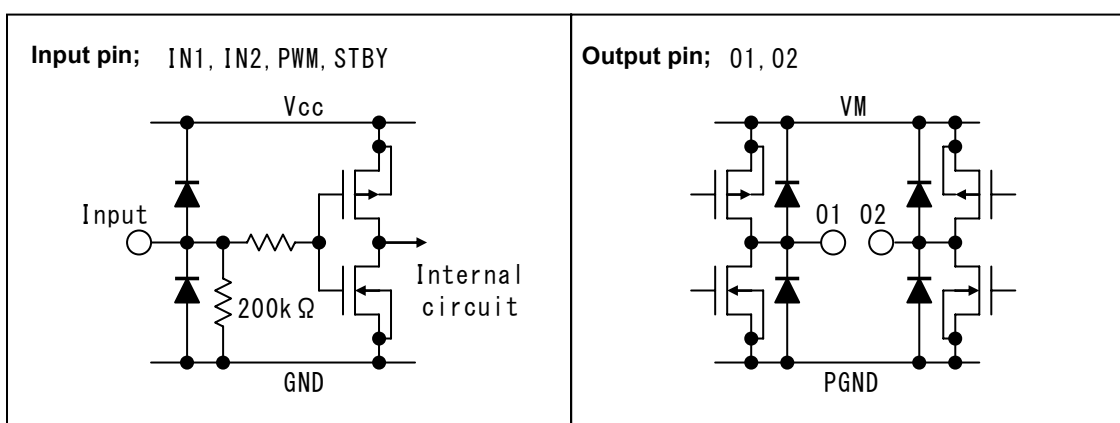 Input pin; IN1, IN2, PWM, STBY
Vcc
Input
200kΩ
Internal
circuit
GND
Output pin; O1, O2
VM
O1 O2
PGND